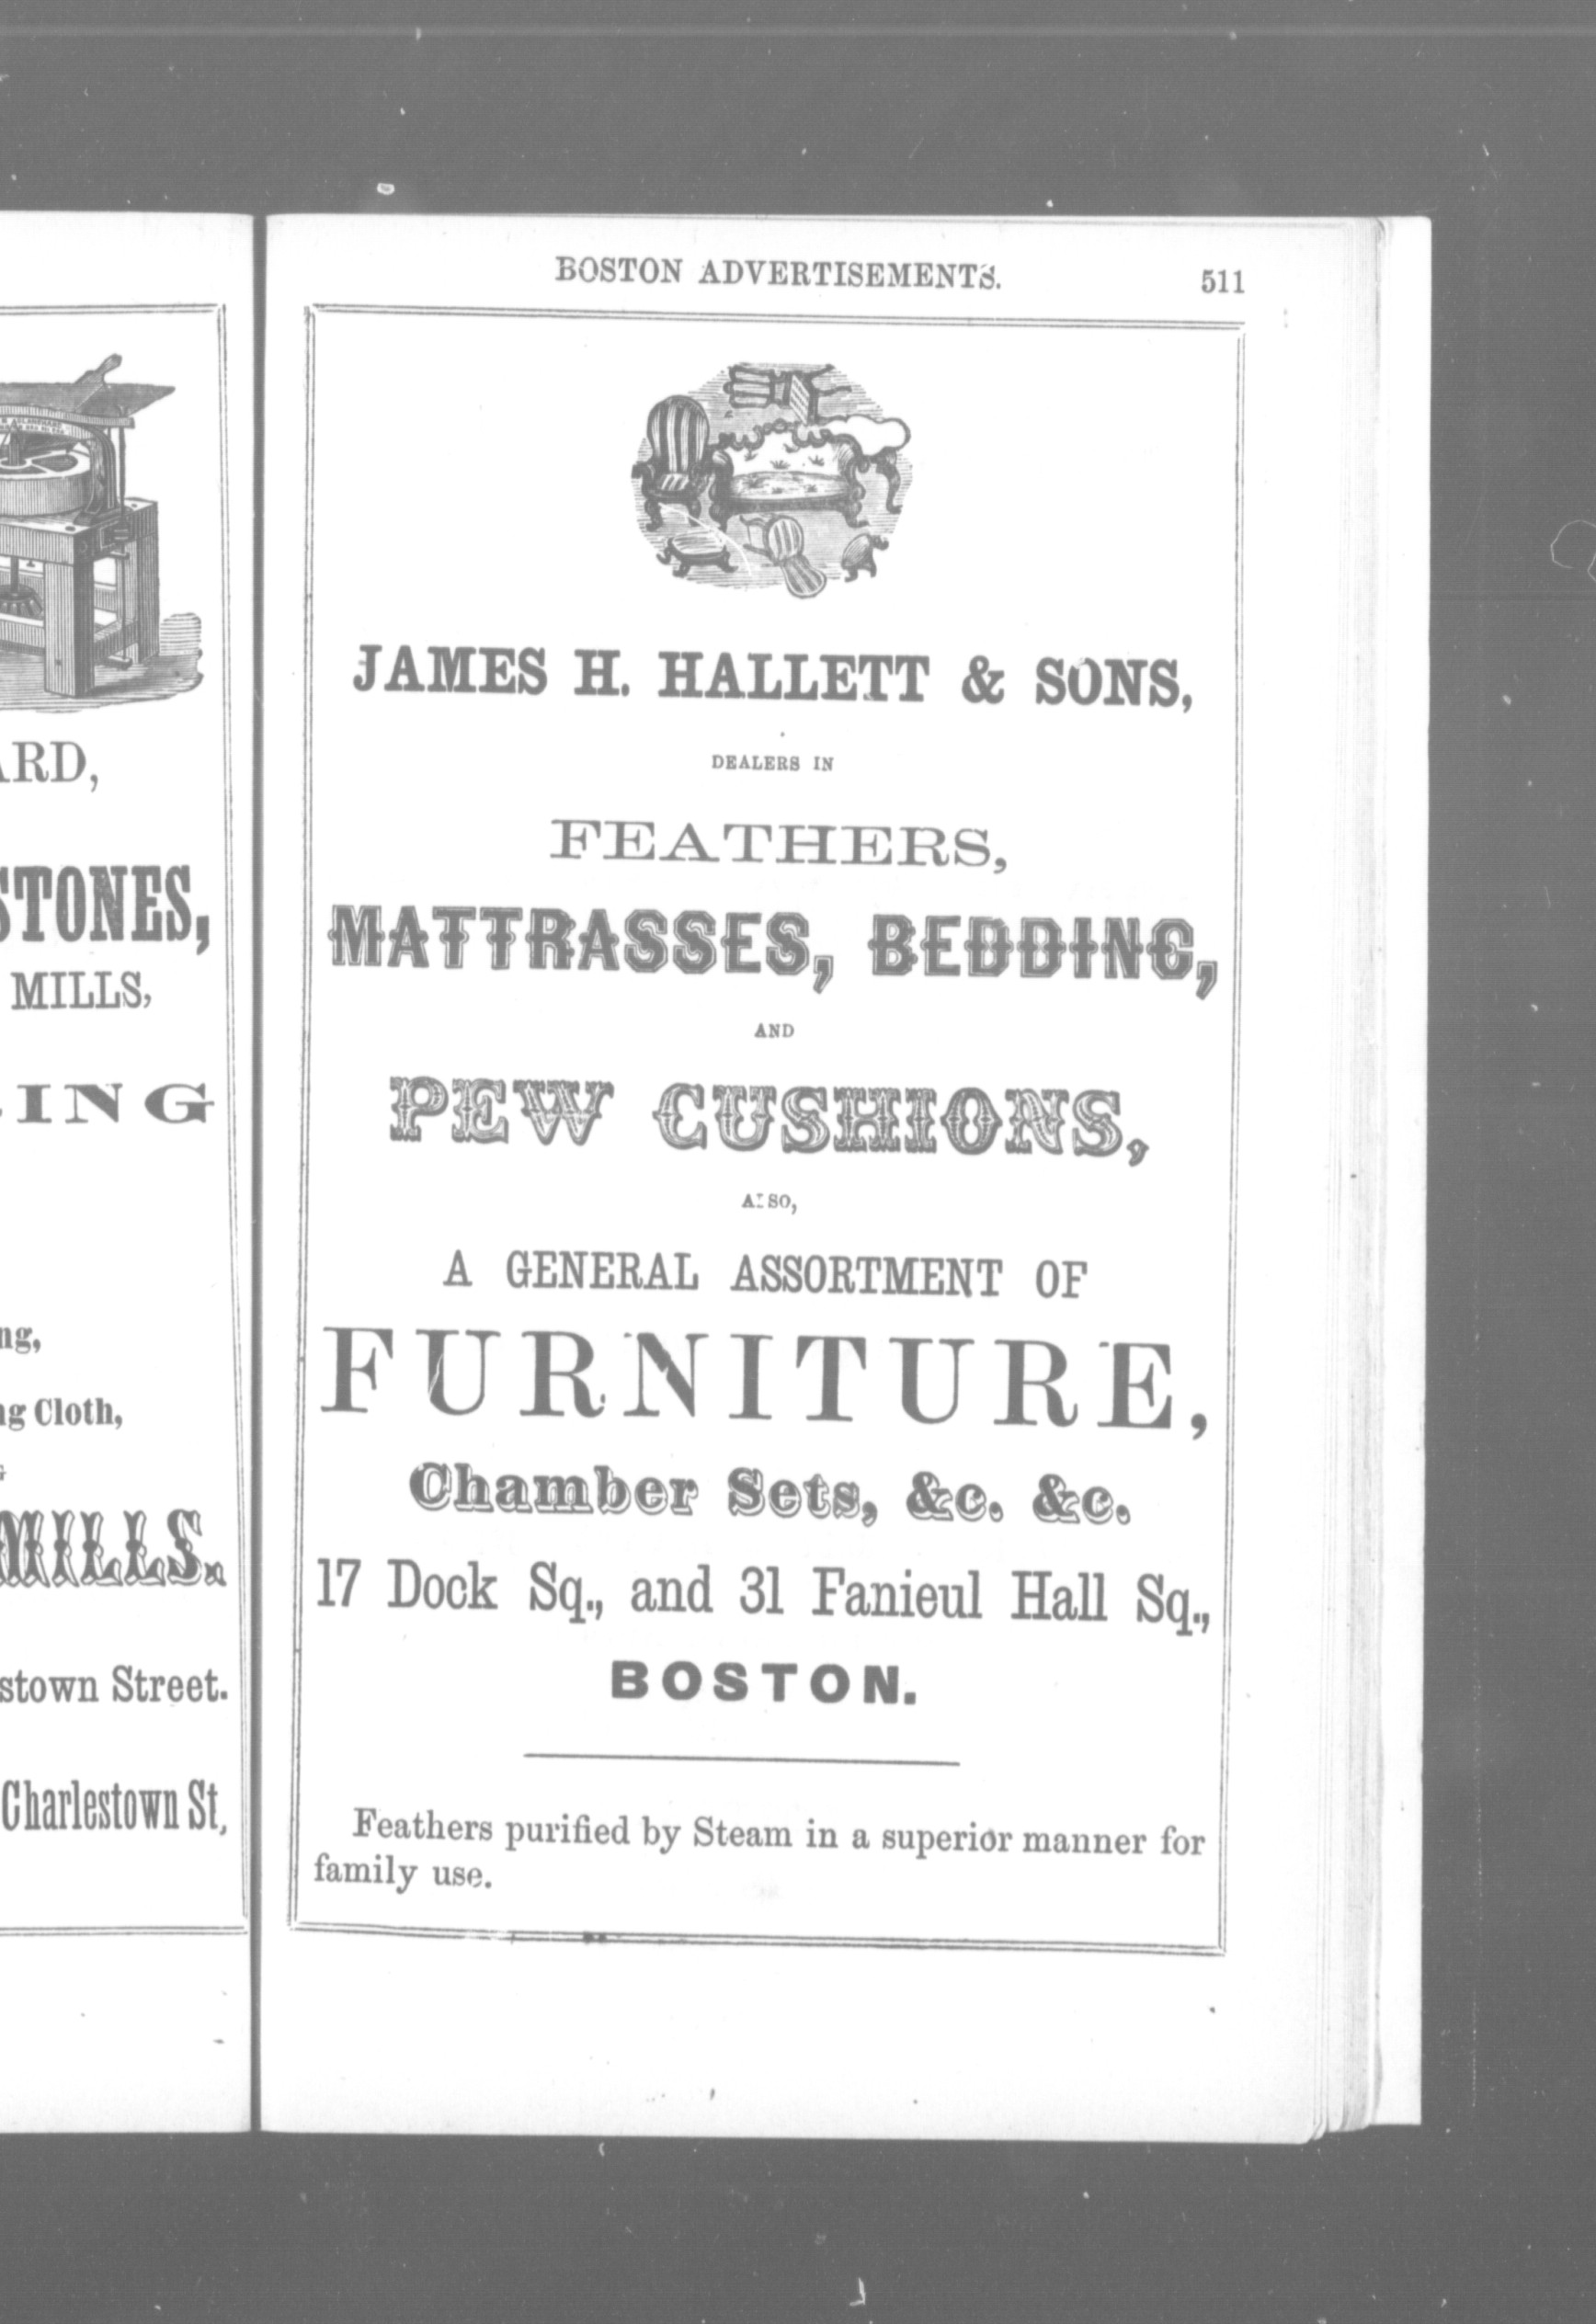 BOSTON ADVERTISEMENTS. 511
JAMES H. HALLETT & SONS,
DEALERS IN
FEATHERS,
MATTRASSES, BEDDING,
AND
PEW CUSHIONS,
ALSO,
A GENERAL ASSORTMENT OF
FURNITURE,
Chamber Sets, &c. &c.
17 Dock Sq., and 31 Fanieul Hall Sq.,
BOSTON.
Feathers purified by Steam in a superior manner for
family use.
ARD,
STONES,
MILLS,
ING
ng,
ng Cloth,
MILLS.
stown Street.
Charlestown St,